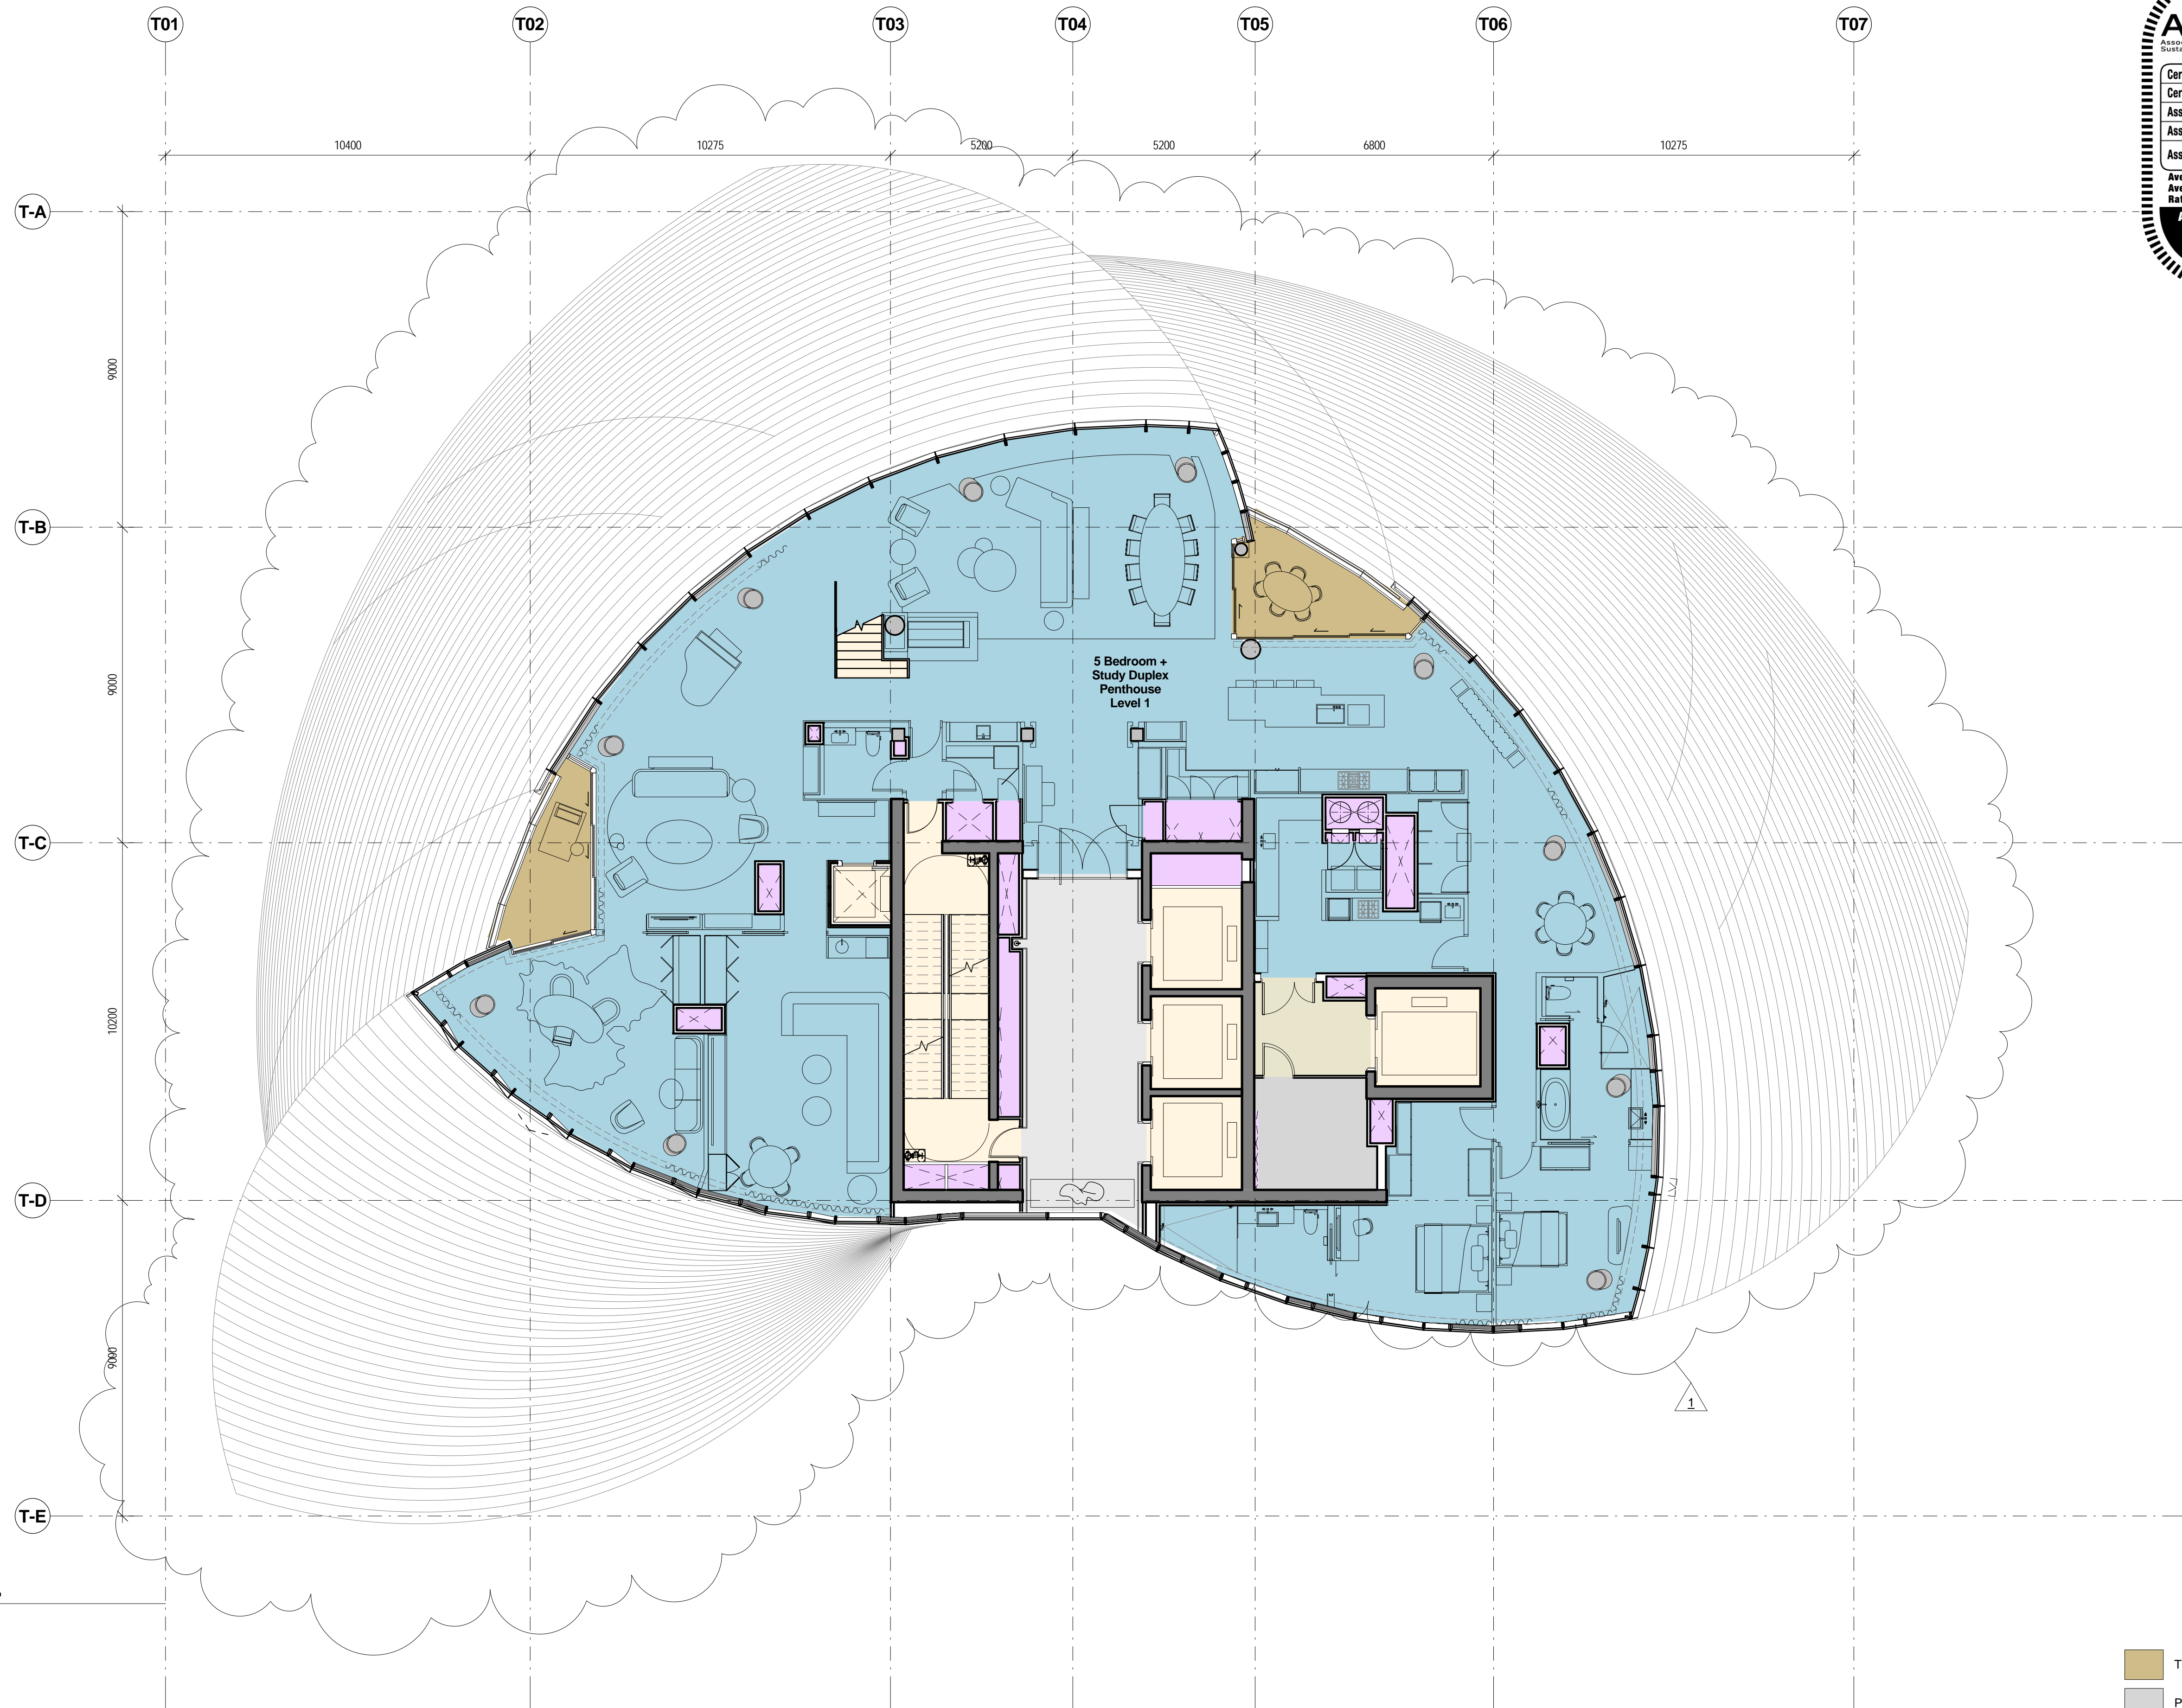 T01
T02
T03
T04
T05
T06
T07
10400
10275
5200
5200
6800
10275
T-A
T-B
T-C
T-D
T-E
9000
9000
10200
9000
5 Bedroom +
Study Duplex
Penthouse
Level 1
1